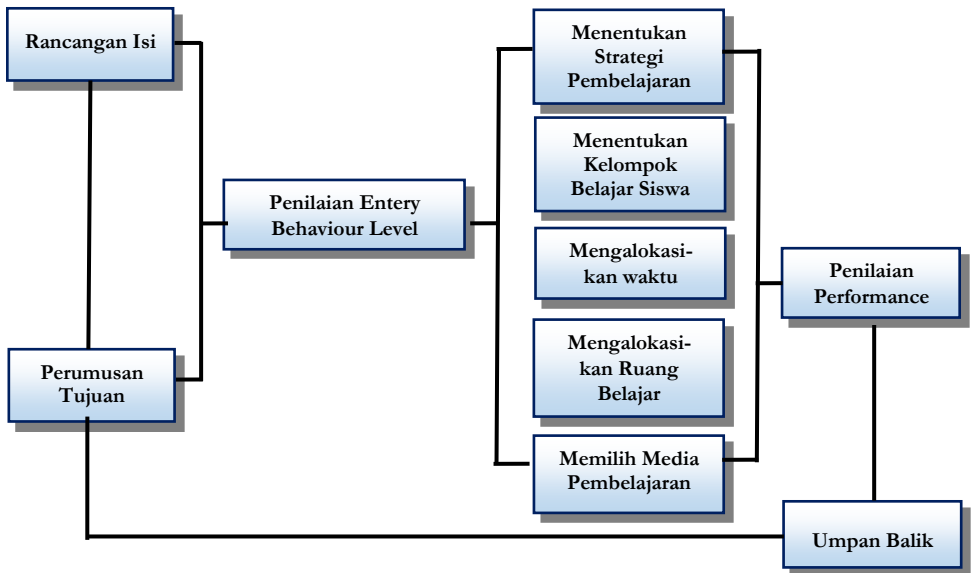 Rancangan Isi
Perumusan
Tujuan
Penilaian Entery
Behaviour Level
Menentukan
Strategi
Pembelajaran
Menentukan
Kelompok
Belajar Siswa
Mengalokasi-
kan waktu
Mengalokasi-
kan Ruang
Belajar
Memilih Media
Pembelajaran
Penilaian
Performance
Umpan Balik